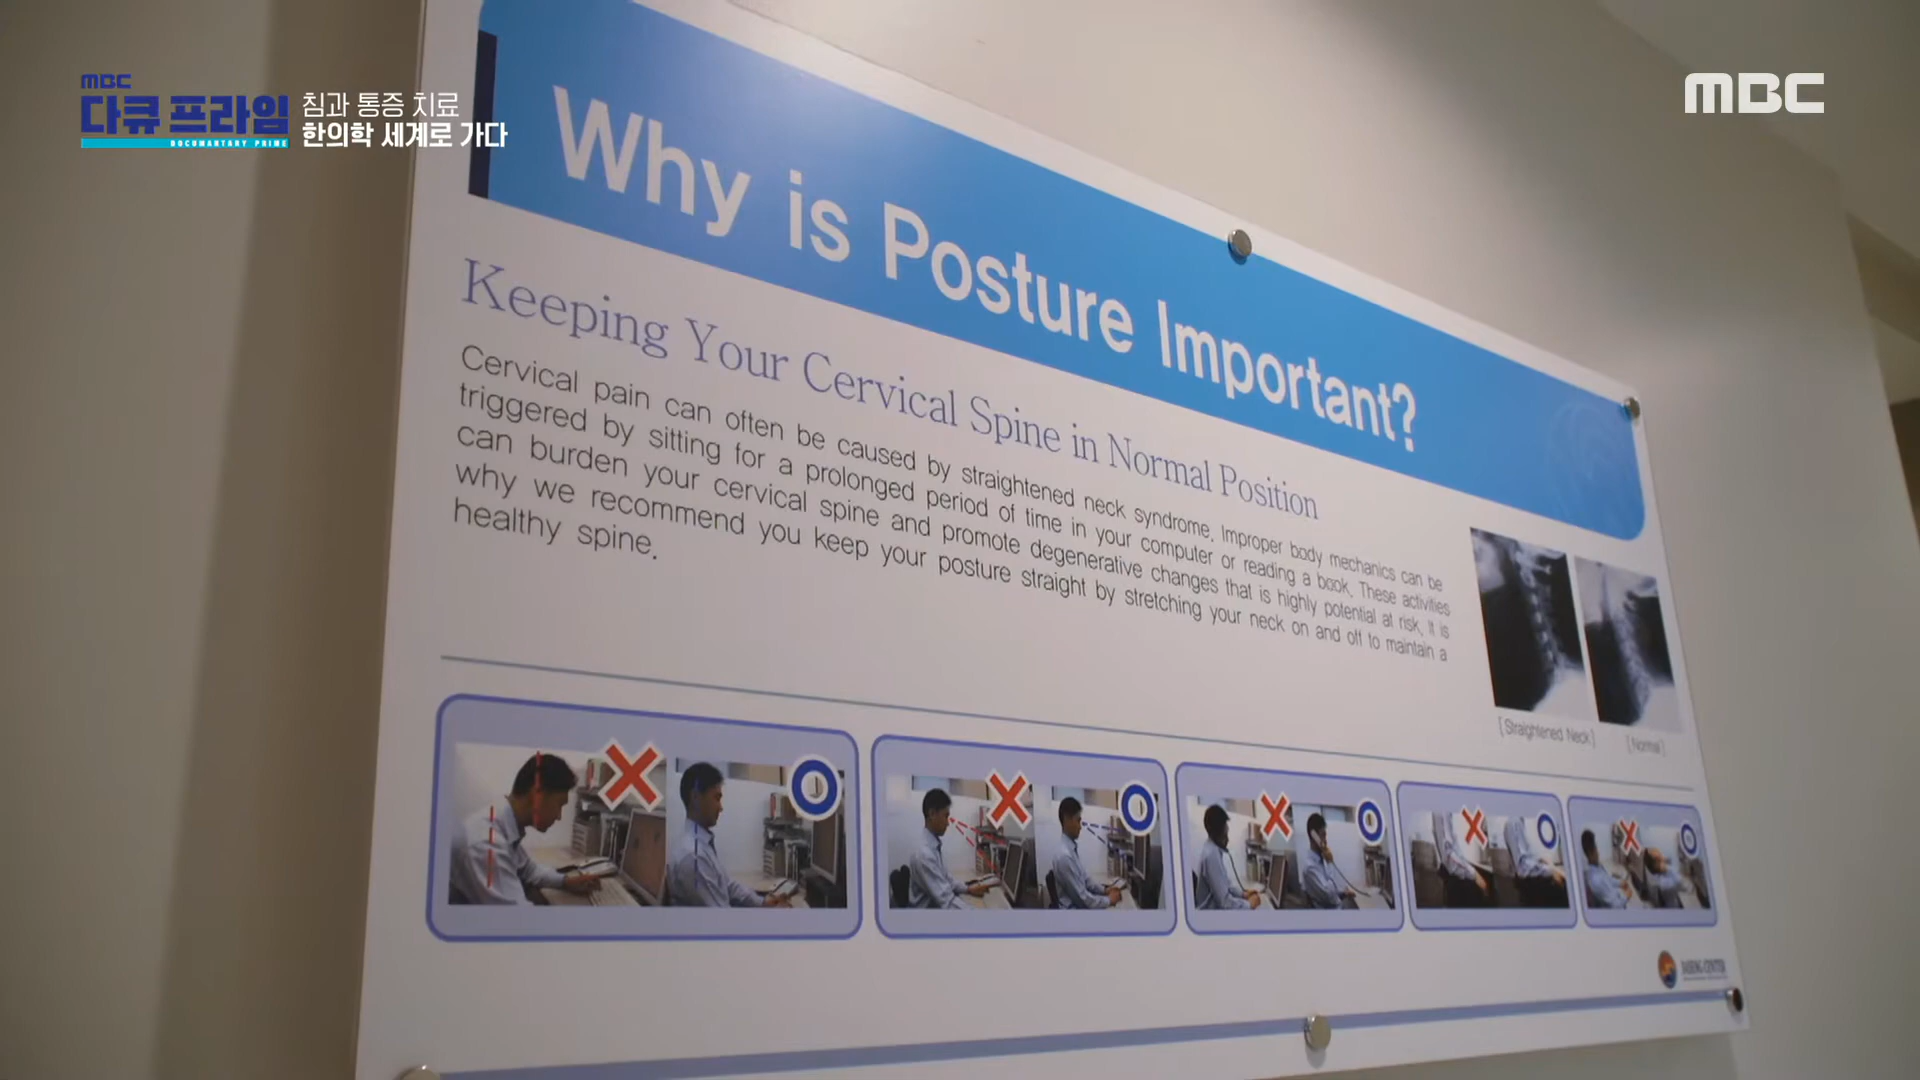 MBC
다큐 프라임
DOCUMANTARY PRIME
침과 통증 치료
한의학 세계로 가다
MBC
Why is Posture Important?
Keeping Your Cervical Spine in Normal Position
Cervical pain can often be caused by straightened neck syndrome. Improper body mechanics can be
triggered by sitting for a prolonged period of time in your computer or reading a book. These activities
can burden your cervical spine and promote degenerative changes that is highly potential at risk. It is
why we recommend you keep your posture straight by stretching your neck on and off to maintain a
healthy spine.
[ Straightened Neck ]
[ Normal ]
JASENG CENTER